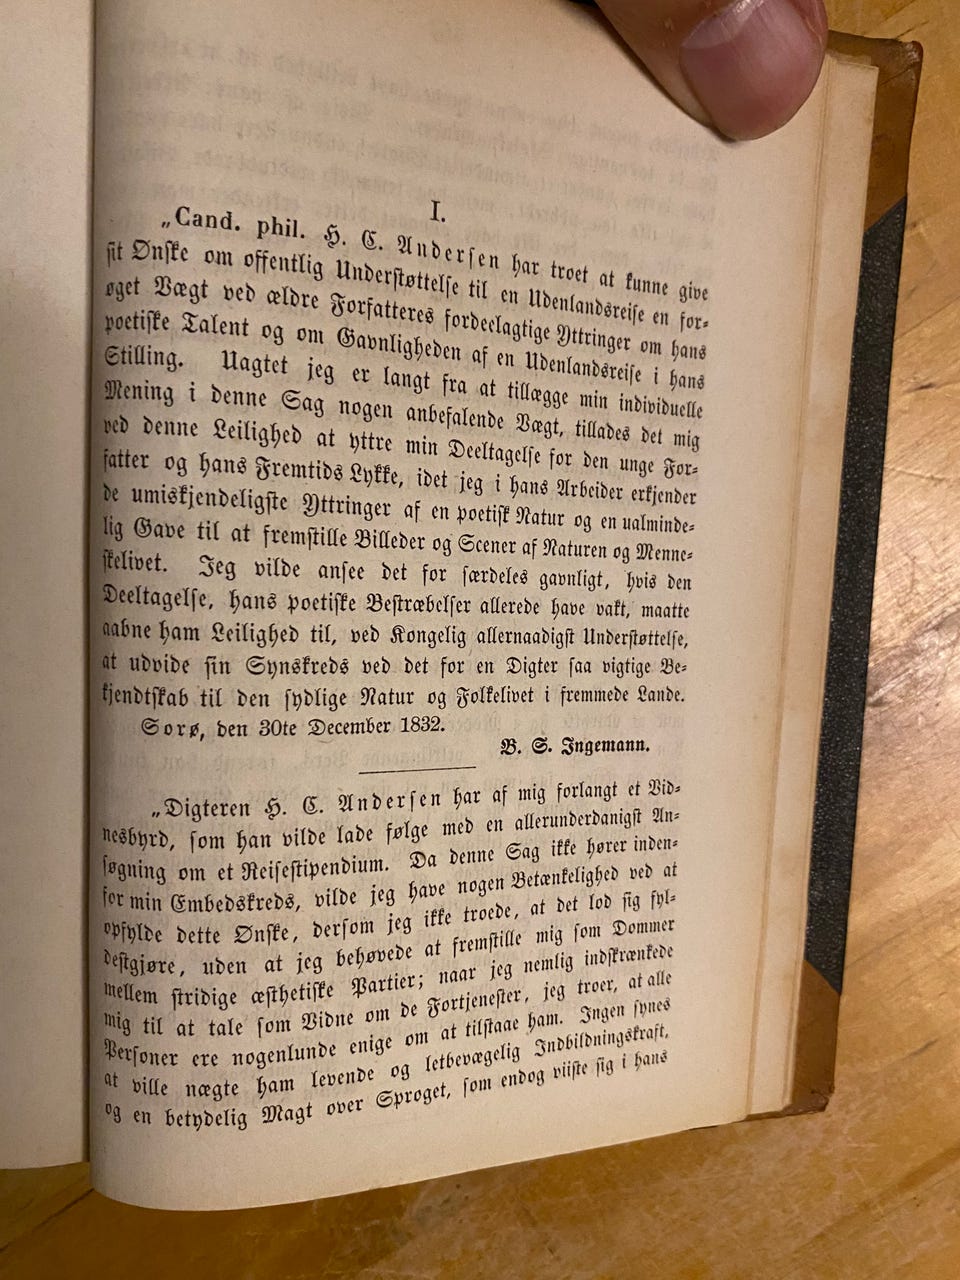 I.
„Cand. phil. H. C. Andersen har troet at kunne give
sit Ønske om offentlig Understøttelse til en Udenlandsreise en for-
øget Vægt ved ældre Forfatteres fordeelagtige Yttringer om hans
poetiske Talent og om Gavnligheden af en Udenlandsreise i hans
Stilling. Uagtet jeg er langt fra at tillægge min individuelle
Mening i denne Sag nogen anbefalende Vægt, tillades det mig
ved denne Leilighed at yttre min Deeltagelse for den unge For-
fatter og hans Fremtids Lykke, idet jeg i hans Arbeider erkjender
de umiskjendeligste Yttringer af en poetisk Natur og en ualminde-
lig Gave til at fremstille Billeder og Scener af Naturen og Menne-
skelivet. Jeg vilde ansee det for særdeles gavnligt, hvis den
Deeltagelse, hans poetiske Bestræbelser allerede have vakt, maatte
aabne ham Leilighed til, ved Kongelig allernaadigst Understøttelse,
at udvide sin Synskreds ved det for en Digter saa vigtige Be-
kjendtskab til den sydlige Natur og Folkelivet i fremmede Lande.
Sorø, den 30te December 1832.
B. S. Ingemann.
„Digteren H. C. Andersen har af mig forlangt et Vid-
nesbyrd, som han vilde lade følge med en allerunderdanigst An-
søgning om et Reisestipendium. Da denne Sag ikke hører inden-
for min Embedskreds, vilde jeg have nogen Betænkelighed ved at
opfylde dette Ønske, dersom jeg ikke troede, at det lod sig fyl-
destgjøre, uden at jeg behøvede at fremstille mig som Dommer
mellem stridige æsthetiske Partier; naar jeg nemlig indskrænkede
mig til at tale som Vidne om de Fortjenester, jeg troer, at alle
Personer ere nogenlunde enige om at tilstaae ham. Ingen synes
at ville nægte ham levende og letbevægelig Indbildningskraft,
og en betydelig Magt over Sproget, som endog viiste sig i hans